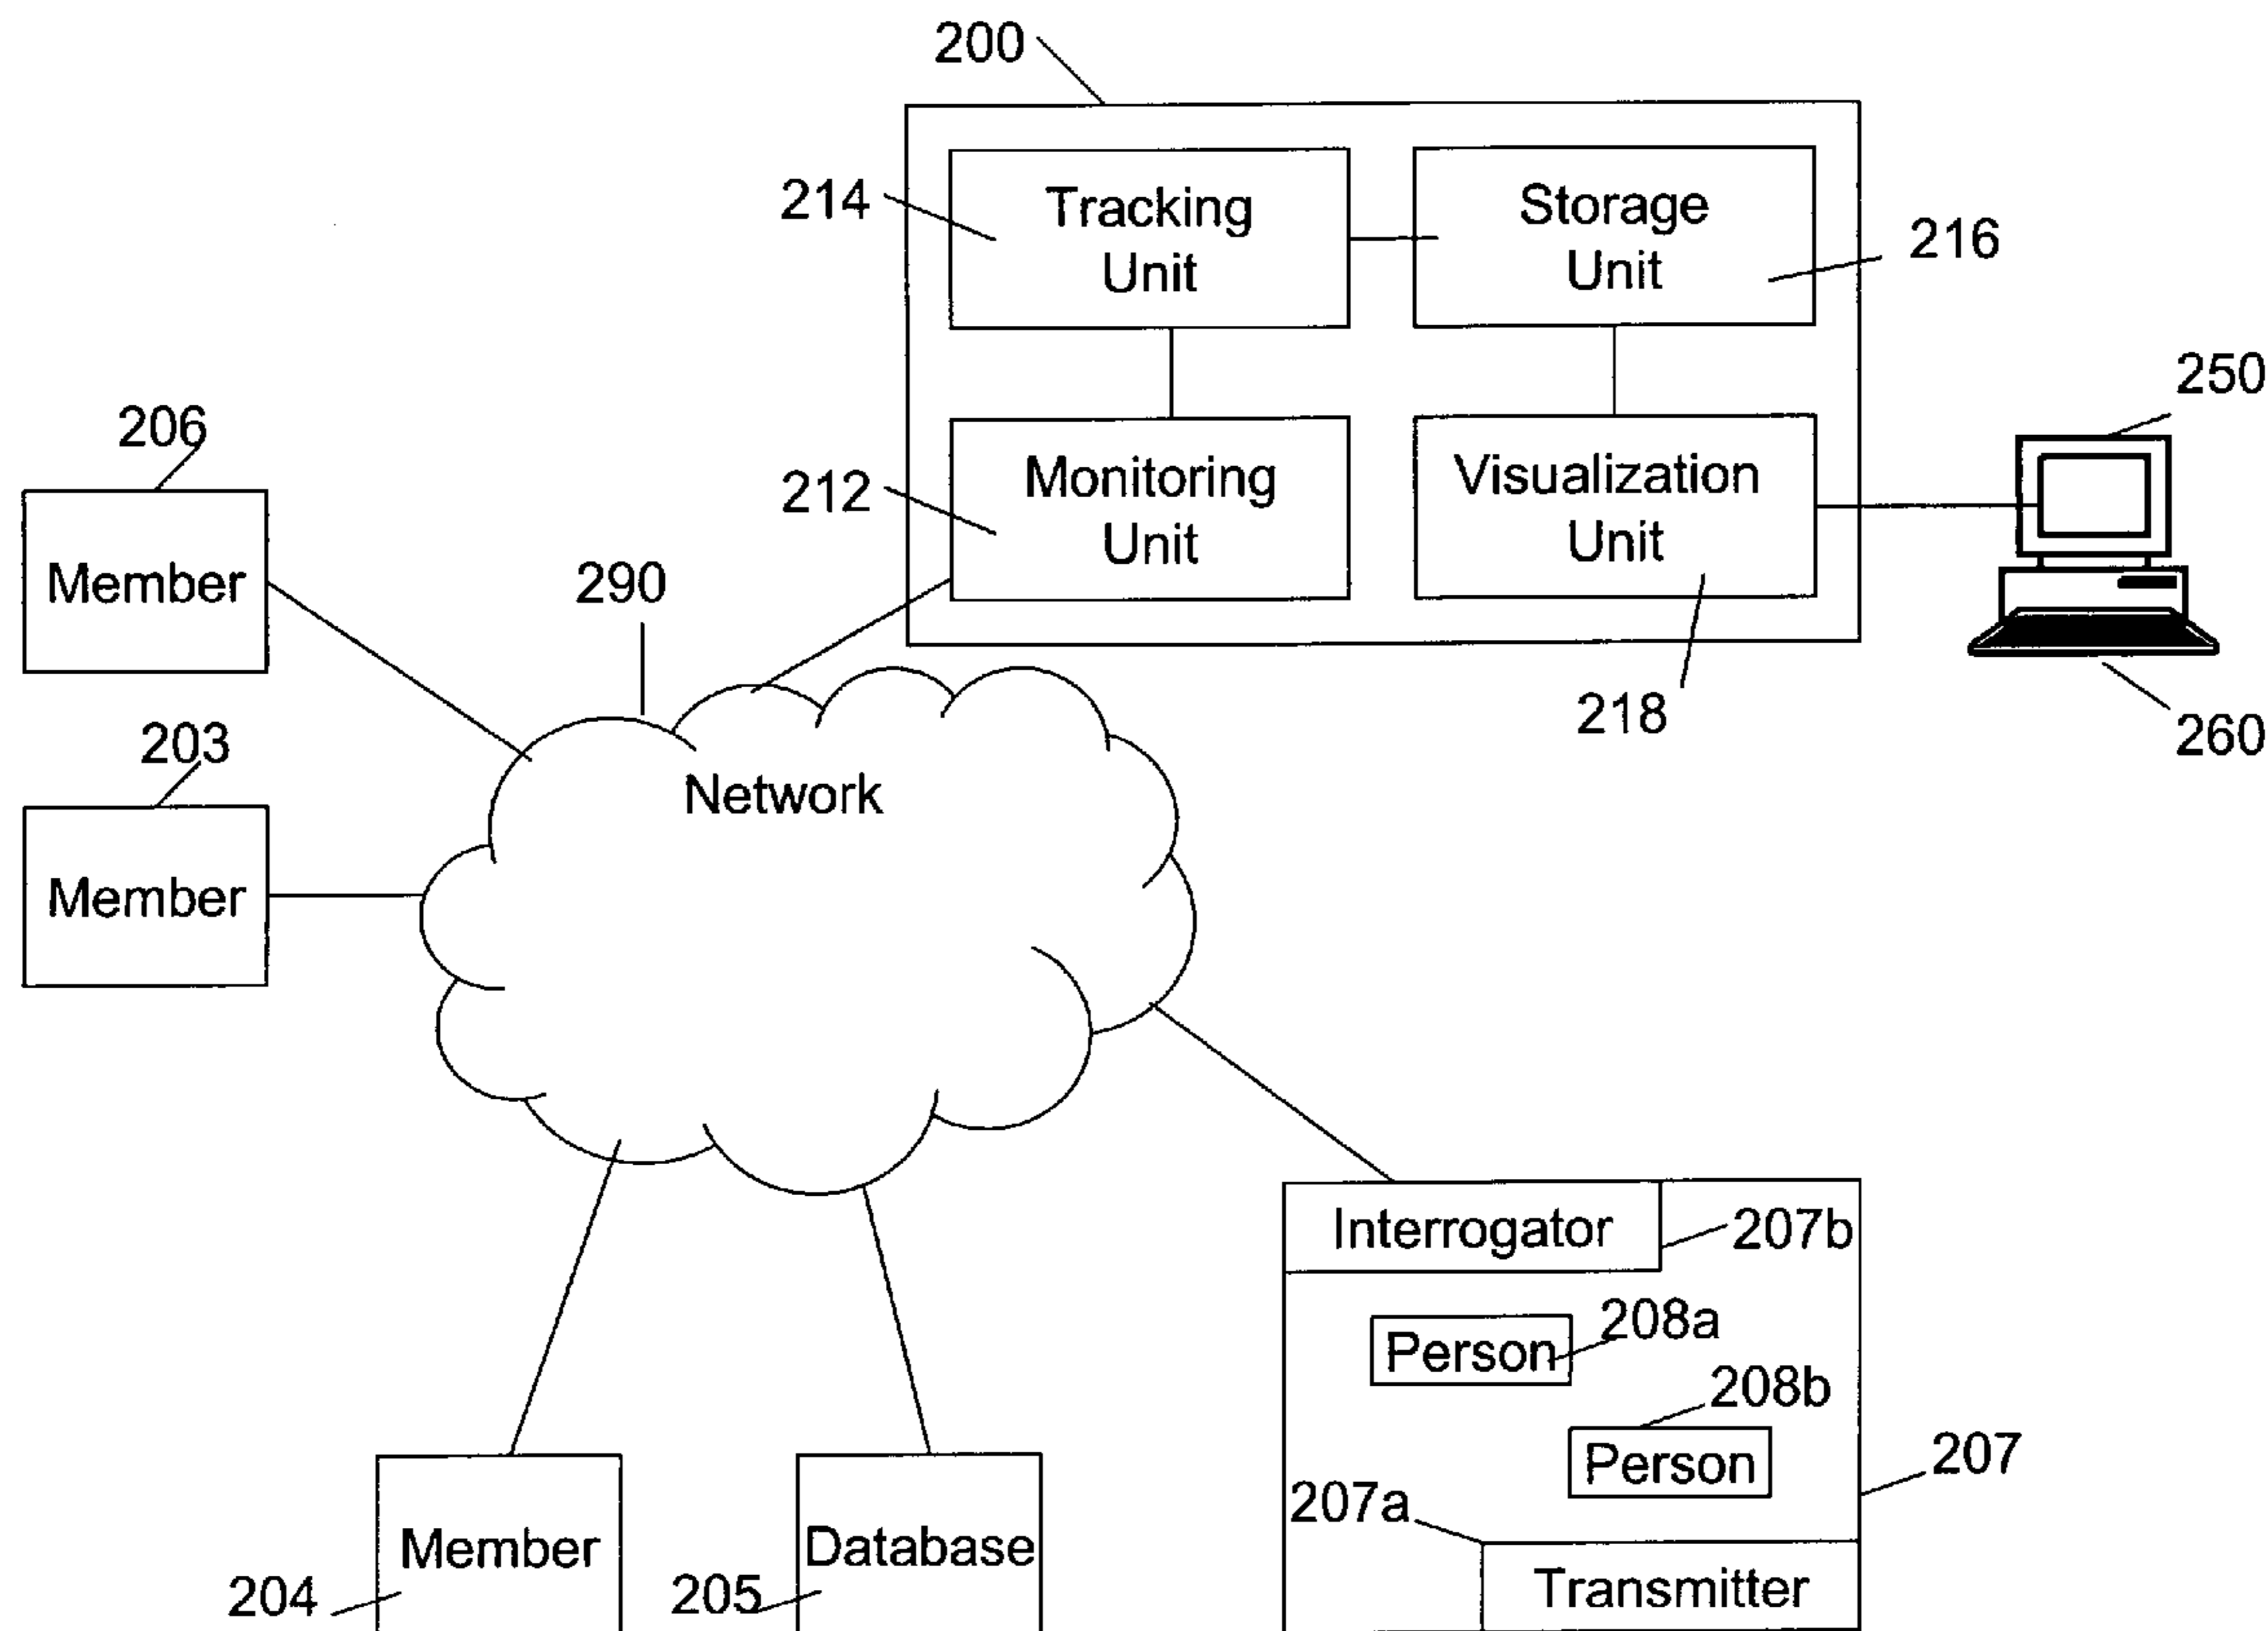 200
214
Tracking
Unit
Storage
Unit
216
250
206
212
Monitoring
Unit
Visualization
Unit
Member
290
218
260
203
Network
Member
Interrogator
207b
208a
Person
208b
Person
207
207a
Member
Database
204
205
Transmitter